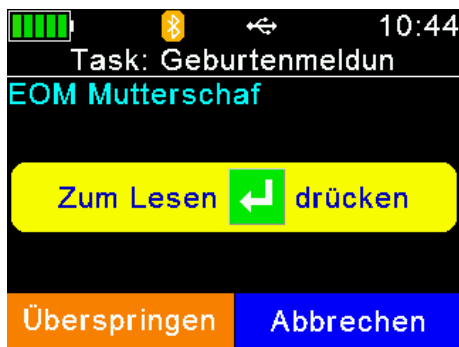 10:44
Task: Geburtenmeldun
EOM Mutterschaf
Zum Lesen drücken
Überspringen Abbrechen